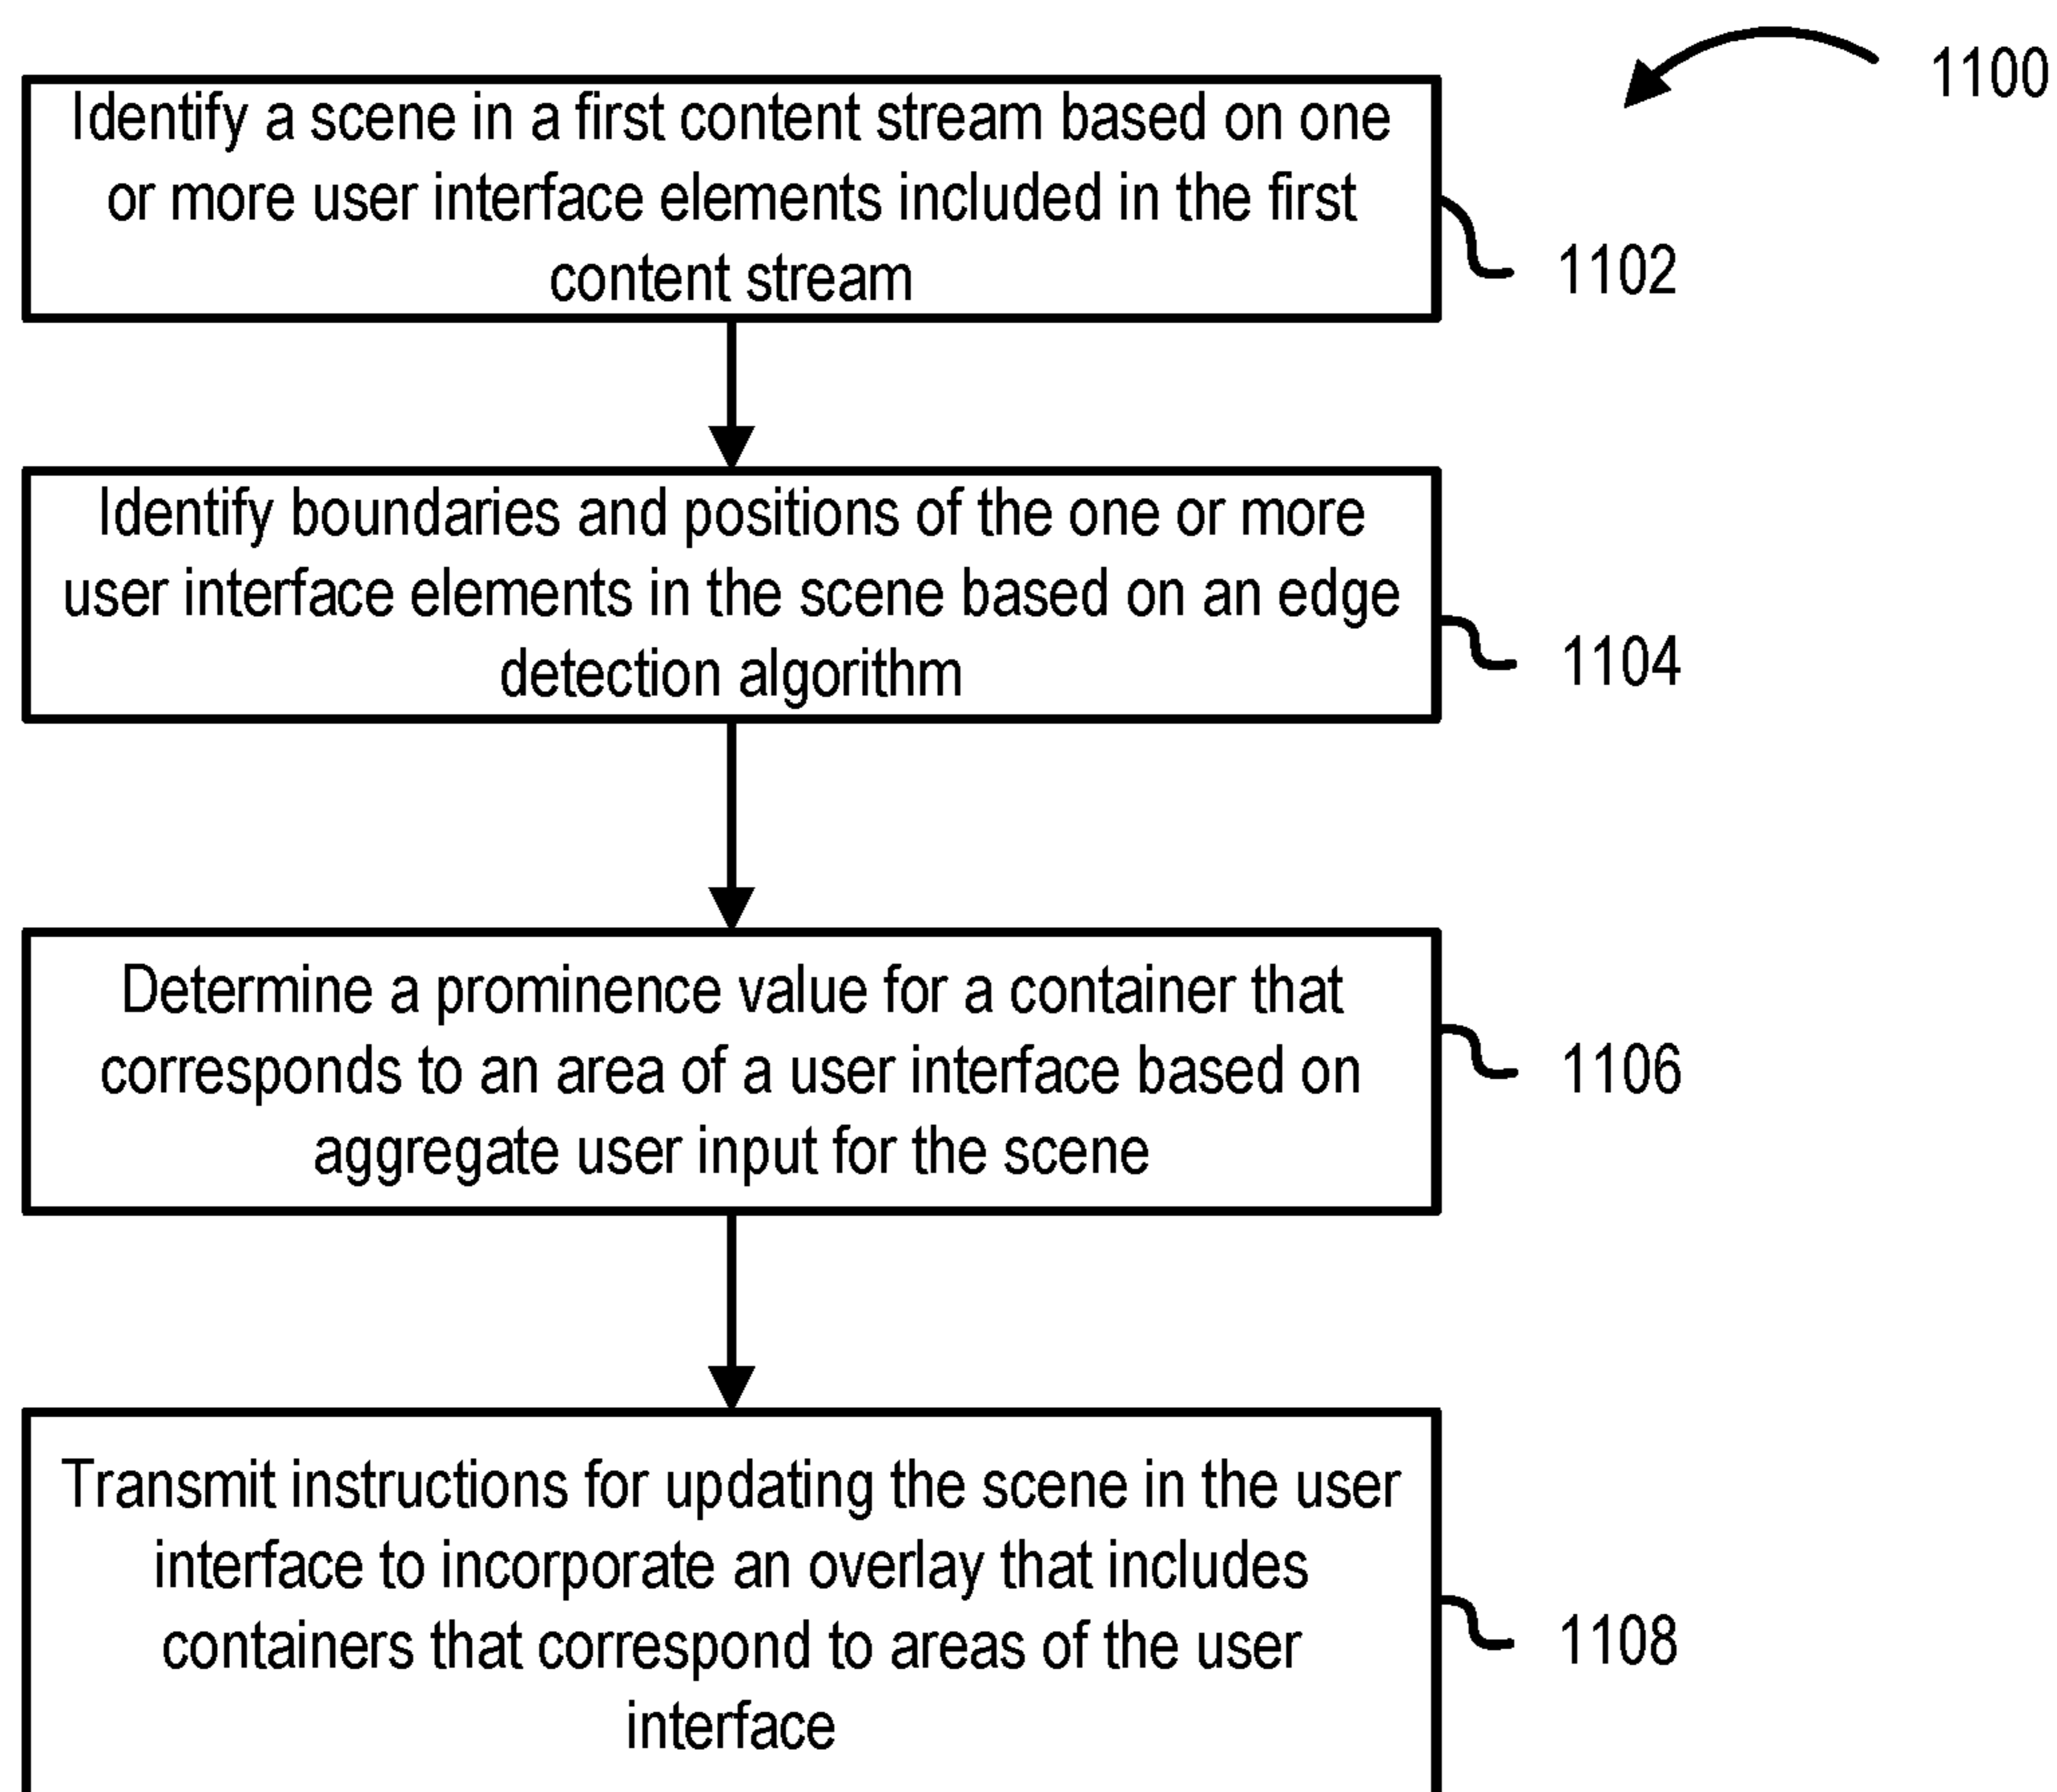 1100
Identify a scene in a first content stream based on one
or more user interface elements included in the first
content stream
1102
Identify boundaries and positions of the one or more
user interface elements in the scene based on an edge
detection algorithm
1104
Determine a prominence value for a container that
corresponds to an area of a user interface based on
aggregate user input for the scene
1106
Transmit instructions for updating the scene in the user
interface to incorporate an overlay that includes
containers that correspond to areas of the user
interface
1108